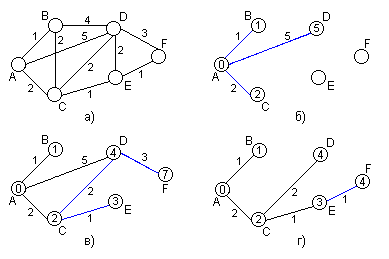 B 4 D
1 5 2 3
2 F
A 2
2 1 1
C E
а)
B D
1 5
1 5 F
0
A 2
2 E
C
б)
B D
1 4
1 5 3
0 7
A 2 F
2 3 E
2 1
C
в)
B D
1 4
1 F
0 2 4
A 1
2 3 E
2 1
C
г)